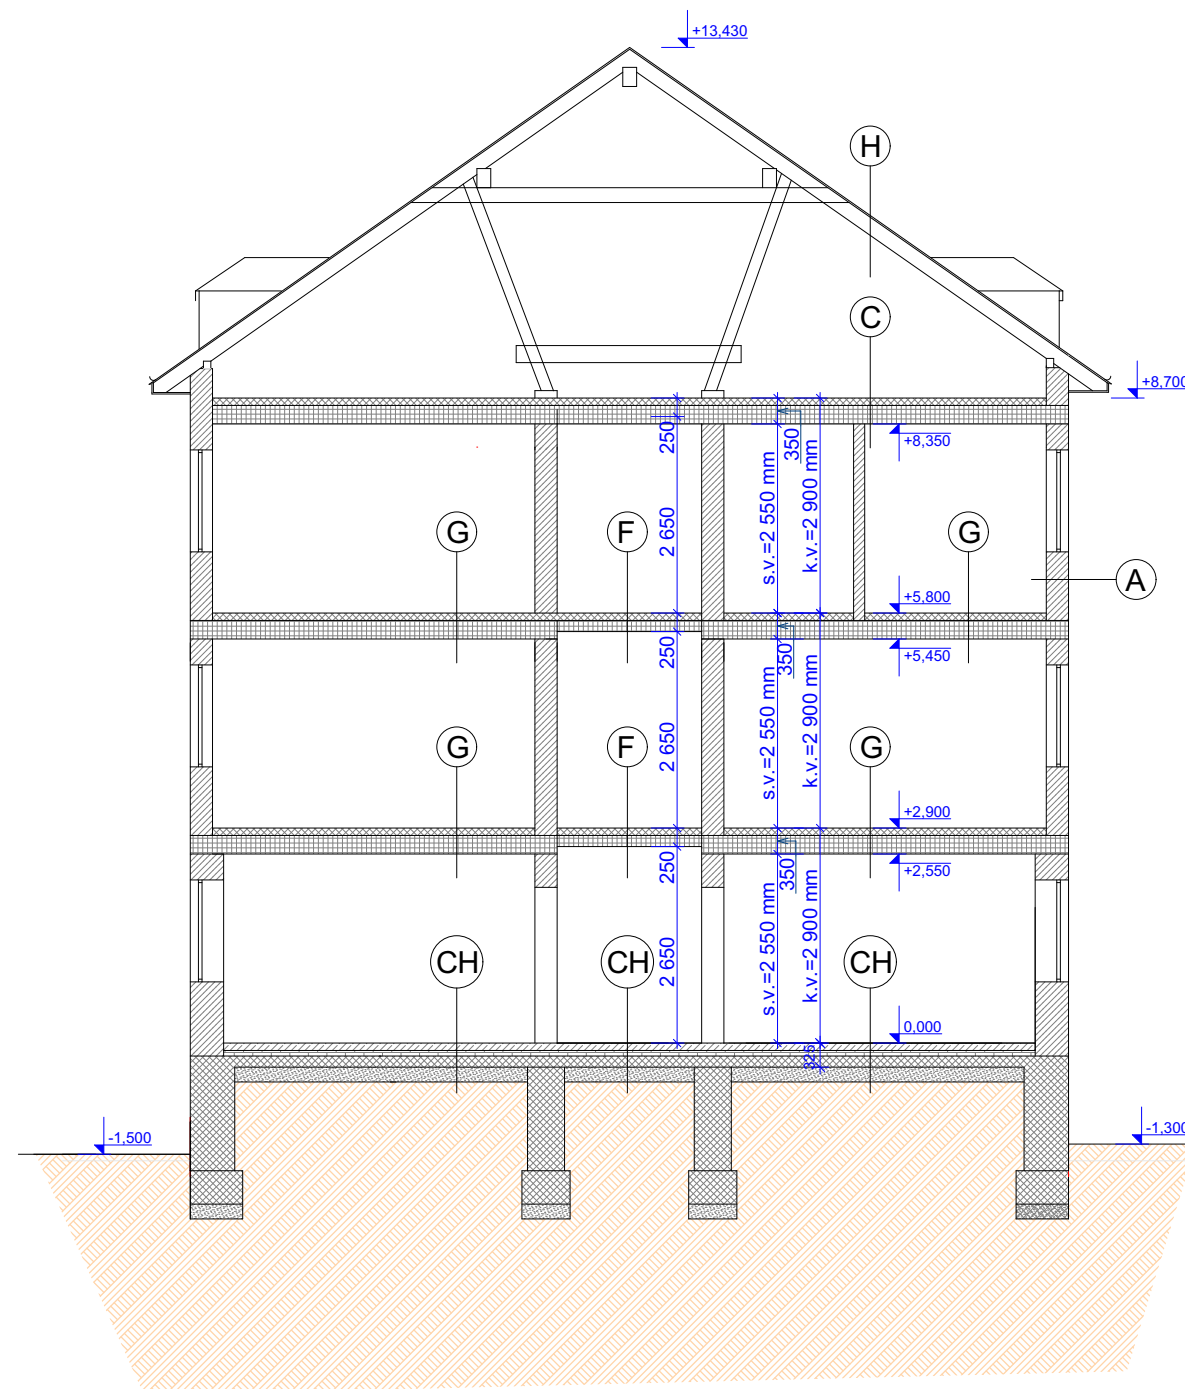 +13,430
H
C
+8,700
250
350
+8,350
2 650
s.v.=2 550 mm
k.v.=2 900 mm
G
F
G
A
+5,800
250
350
+5,450
2 650
s.v.=2 550 mm
k.v.=2 900 mm
G
F
G
+2,900
250
350
+2,550
2 650
s.v.=2 550 mm
k.v.=2 900 mm
CH
CH
CH
0,000
325
-1,500
-1,300